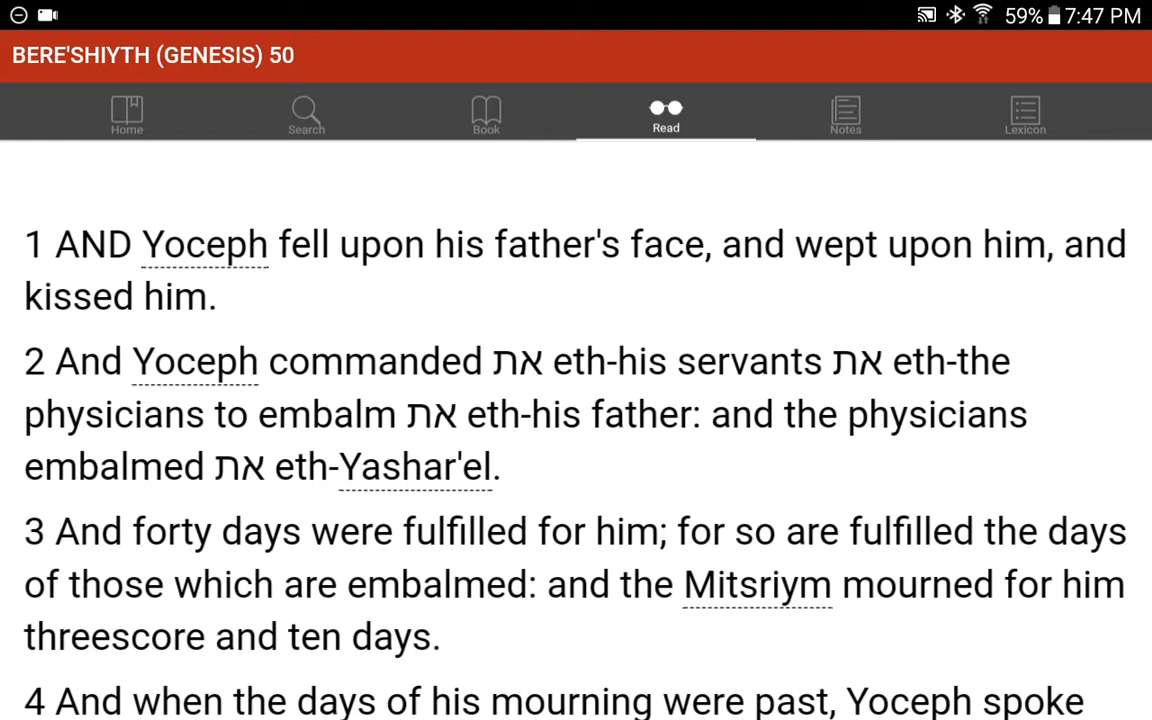 59% 7:47 PM
BERE'SHIYTH (GENESIS) 50
Home Search Book Read Notes Lexicon
1 AND Yoceph fell upon his father's face, and wept upon him, and
kissed him.
2 And Yoceph commanded את eth-his servants את eth-the
physicians to embalm את eth-his father: and the physicians
embalmed את eth-Yashar'el.
3 And forty days were fulfilled for him; for so are fulfilled the days
of those which are embalmed: and the Mitsriym mourned for him
threescore and ten days.
4 And when the days of his mourning were past, Yoceph spoke